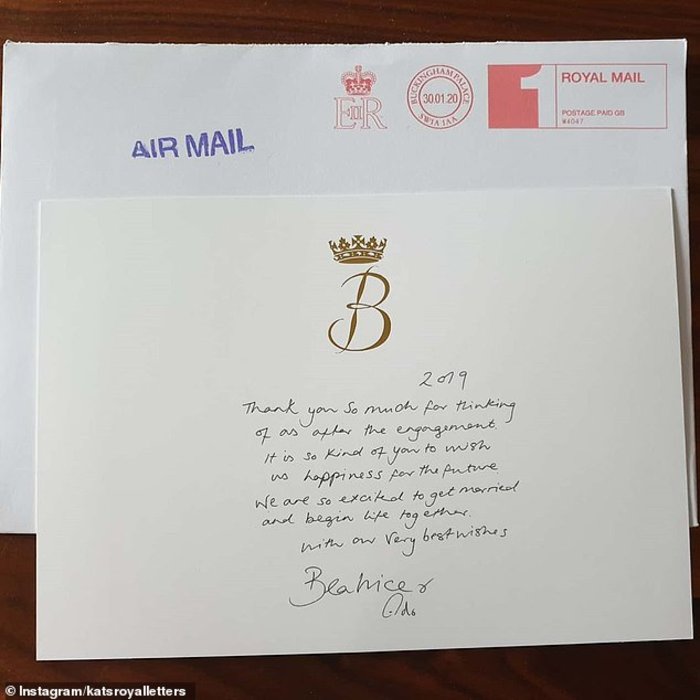 AIR MAIL
EIIR
BUCKINGHAM PALACE
30.01.20
SW1A 1AA
1
ROYAL MAIL
POSTAGE PAID GB
W4047
B
2019
Thank you so much for thinking
of us after the engagement.
It is so kind of you to wish
us happiness for the future
We are so excited to get married
and begin life together.
with our very best wishes
Beatrice &
Edo
© Instagram/katsroyalletters